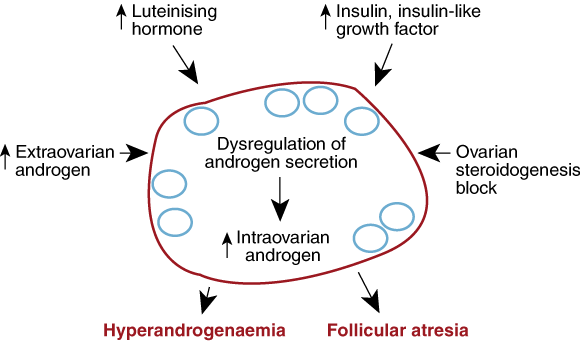 ↑ Luteinising
hormone
↑ Insulin, insulin-like
growth factor
↑ Extraovarian
androgen
Dysregulation of
androgen secretion
Ovarian
steroidogenesis
block
↑ Intraovarian
androgen
Hyperandrogenaemia
Follicular atresia